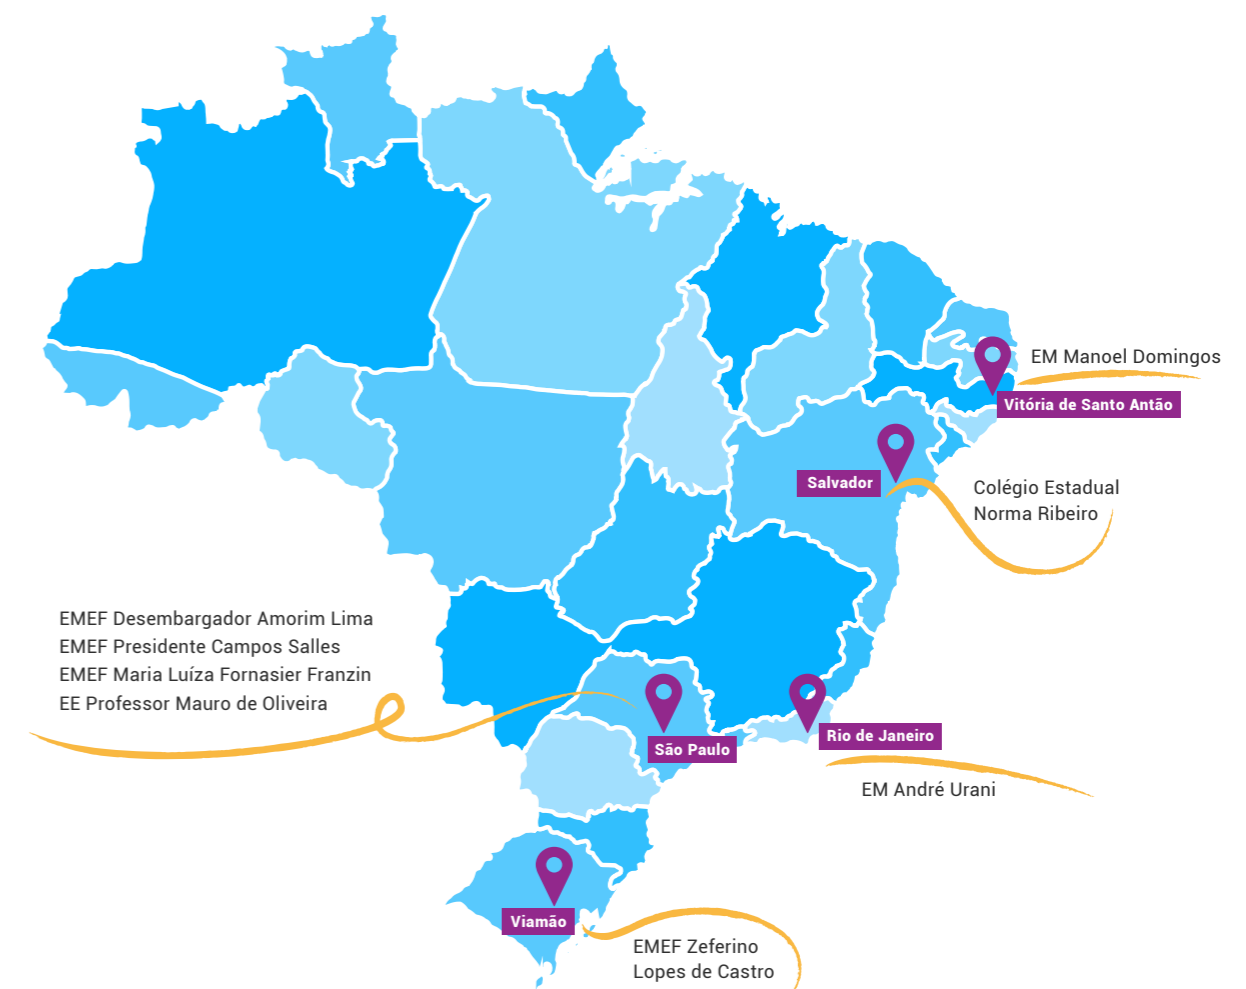 EM Manoel Domingos
Vitória de Santo Antão
Salvador
Colégio Estadual
Norma Ribeiro
EMEF Desembargador Amorim Lima
EMEF Presidente Campos Salles
EMEF Maria Luíza Fornasier Franzin
EE Professor Mauro de Oliveira
São Paulo
Rio de Janeiro
EM André Urani
Viamão
EMEF Zeferino
Lopes de Castro